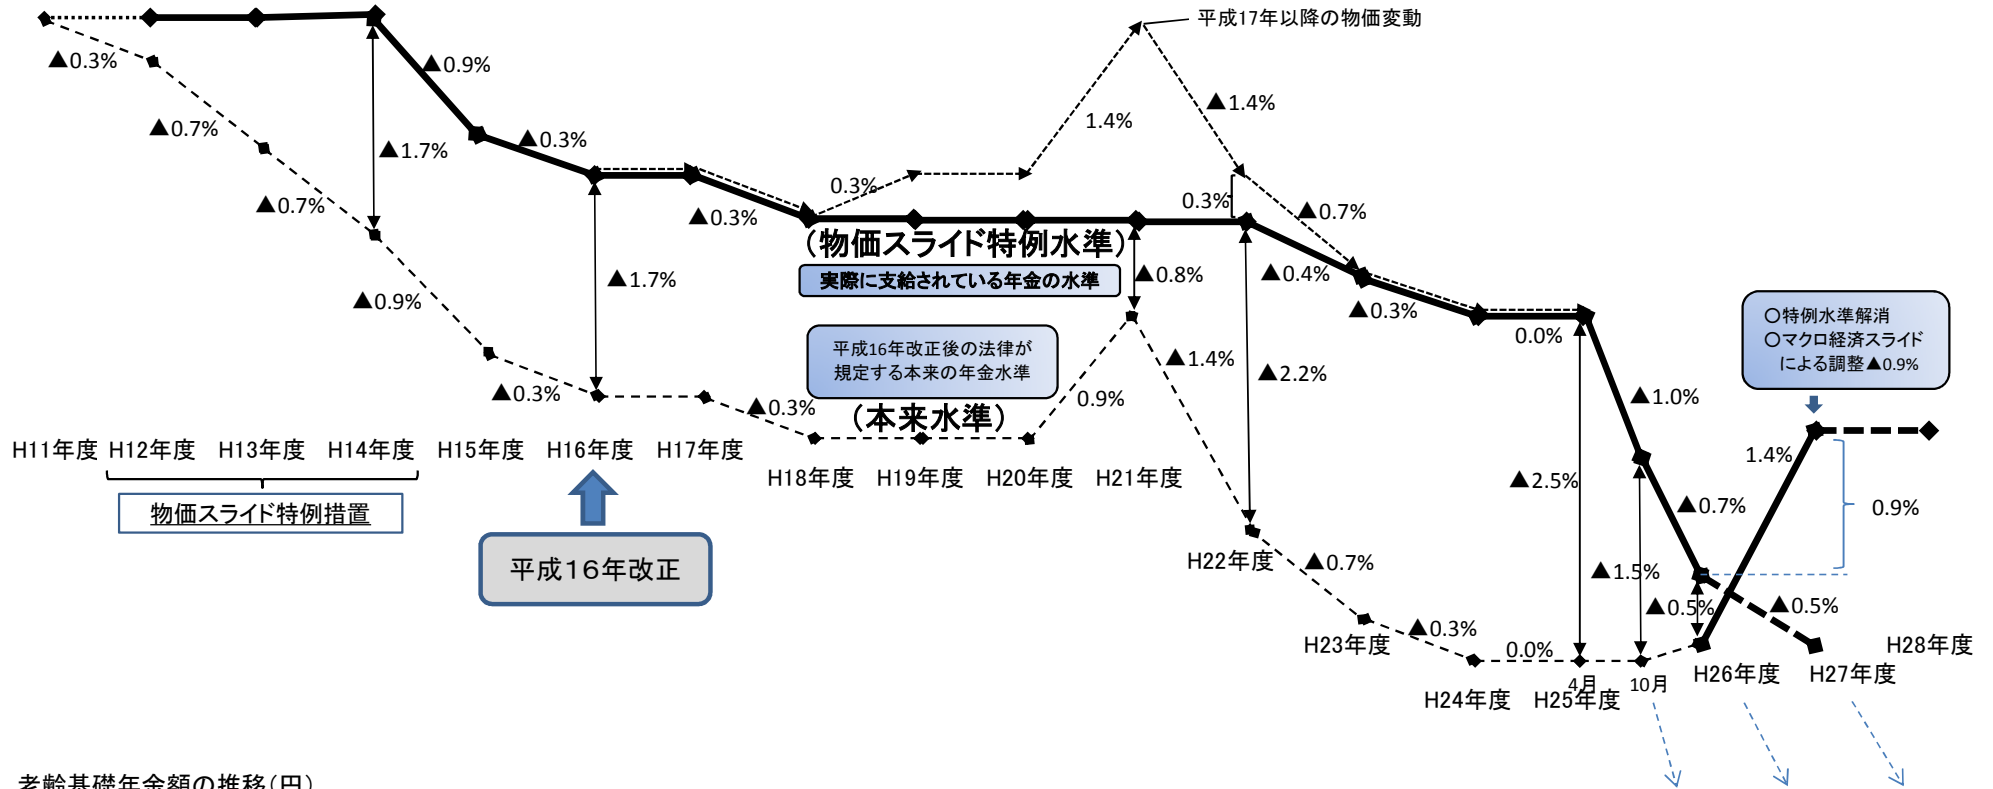 平成17年以降の物価変動
▲0.3%
▲0.9%
▲1.4%
1.4%
▲0.7%
▲0.3%
▲1.7%
0.3%
0.3%
▲0.7%
▲0.3%
▲0.7%
(物価スライド特例水準)
実際に支給されている年金の水準
▲1.7%
▲0.8%
▲0.4%
▲0.9%
▲0.3%
0.0%
○特例水準解消
○マクロ経済スライド
による調整▲0.9%
平成16年改正後の法律が
規定する本来の年金水準
▲1.4%
▲2.2%
▲0.3%
▲0.3%
0.9%
▲1.0%
(本来水準)
H11年度 H12年度 H13年度 H14年度 H15年度 H16年度 H17年度
H18年度 H19年度 H20年度 H21年度
1.4%
▲2.5%
▲0.7%
0.9%
物価スライド特例措置
平成16年改正
H22年度
▲0.7%
▲1.5%
▲0.5%
▲0.5%
▲0.3%
0.0%
H23年度
H28年度
H26年度 H27年度
4月 10月
H24年度 H25年度
老齢基礎年金額の推移(円)